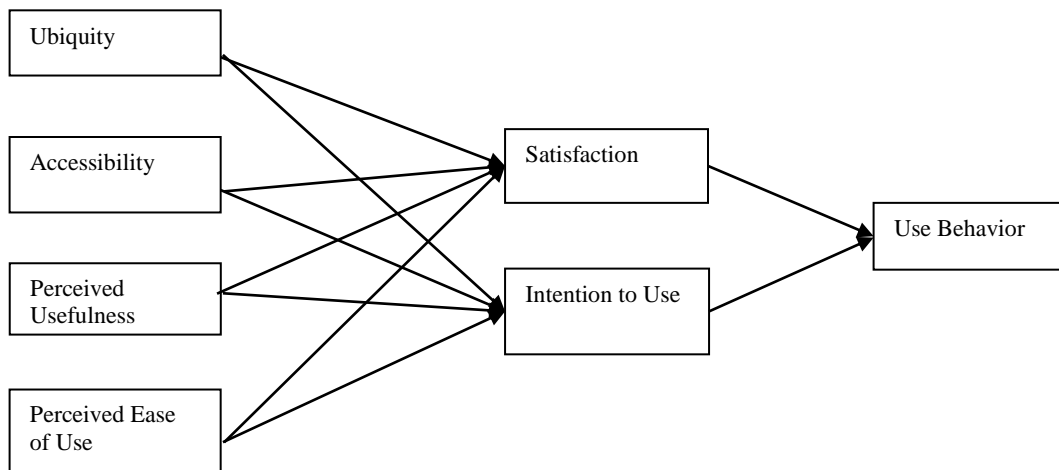 Ubiquity
Accessibility
Perceived
Usefulness
Perceived Ease
of Use
Satisfaction
Intention to Use
Use Behavior